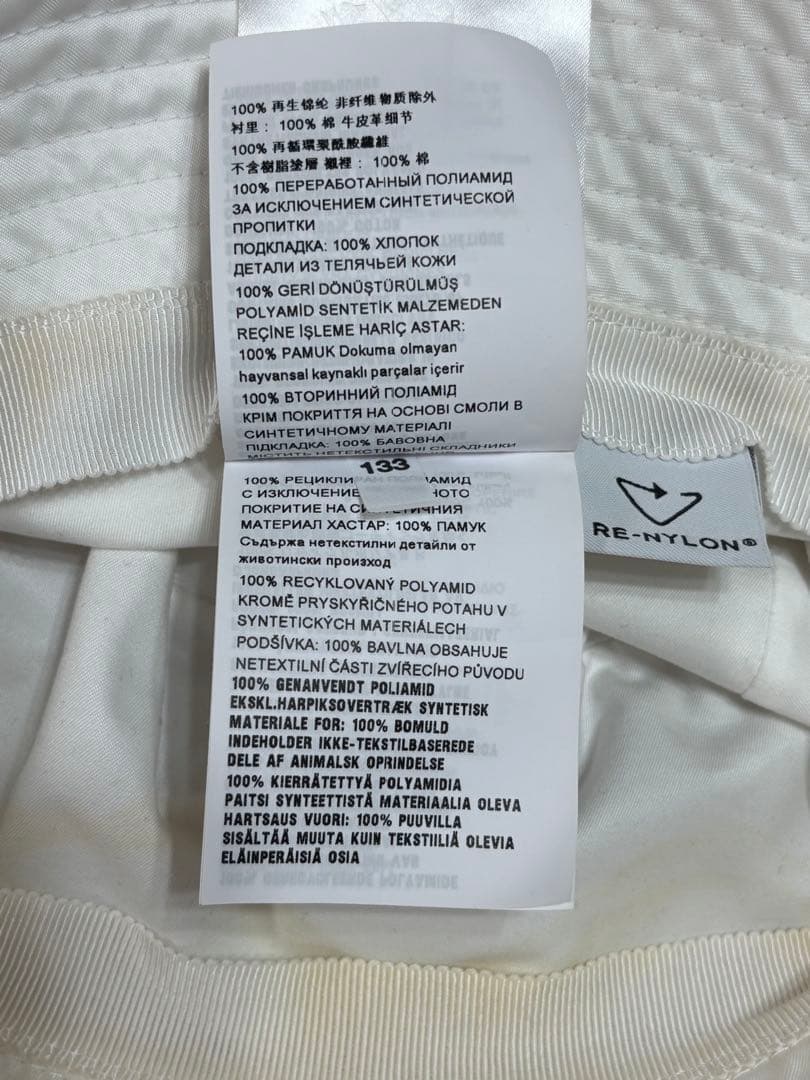 100% 再生锦纶 非纤维物质除外
衬里： 100% 棉 牛皮革细节
100% 再循環聚酰胺纖維
不含樹脂塗層 襯裡： 100% 棉
100% ПЕРЕРАБОТАННЫЙ ПОЛИАМИД
ЗА ИСКЛЮЧЕНИЕМ СИНТЕТИЧЕСКОЙ
ПРОПИТКИ
ПОДКЛАДКА: 100% ХЛОПОК
ДЕТАЛИ ИЗ ТЕЛЯЧЬЕЙ КОЖИ
100% GERİ DÖNÜŞTÜRÜLMÜŞ
POLYAMİD SENTETİK MALZEMEDEN
REÇİNE İŞLEME HARİÇ ASTAR:
100% PAMUK Dokuma olmayan
hayvansal kaynaklı parçalar içerir
100% ВТОРИННИЙ ПОЛІАМІД
КРІМ ПОКРИТТЯ НА ОСНОВІ СМОЛИ В
СИНТЕТИЧНОМУ МАТЕРІАЛІ
ПІДКЛАДКА: 100% БАВОВНА
МІСТИТЬ НЕТЕКСТИЛЬНІ СКЛАДНИКИ
133
100% РЕЦИКЛИ
С ИЗКЛЮЧЕНИЕ
ПОКРИТИЕ НА
МАТЕРИАЛ ХАСТАР: 100% ПАМУК
Съдържа нетекстилни детайли от
животински произход
100% RECYKLOVANÝ POLYAMID
KROMĚ PRYSKYŘIČNÉHO POTAHU V
SYNTETICKÝCH MATERIÁLECH
PODŠÍVKA: 100% BAVLNA OBSAHUJE
NETEXTILNÍ ČÁSTI ZVÍŘECÍHO PŮVODU
100% GENANVENDT POLIAMID
EKSKL.HARPIKSOVERTRÆK SYNTETISK
MATERIALE FOR: 100% BOMULD
INDEHOLDER IKKE-TEKSTILBASEREDE
DELE AF ANIMALSK OPRINDELSE
100% KIERRÄTETTYÄ POLYAMIDIA
PAITSI SYNTEETTISTÄ MATERIAALIA OLEVA
HARTSAUS VUORI: 100% PUUVILLA
SISÄLTÄÄ MUUTA KUIN TEKSTIILIÄ OLEVIA
ELÄINPERÄISIÄ OSIA
RE-NYLON®